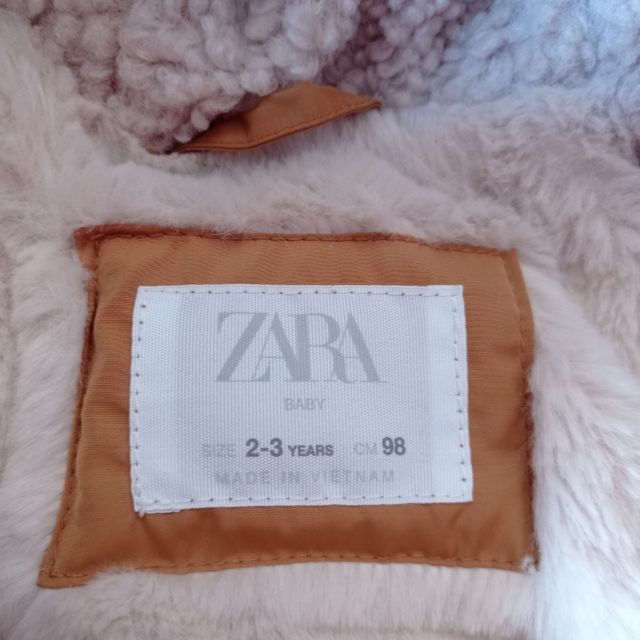 ZARA
BABY
SIZE 2-3 YEARS CM 98
MADE IN VIETNAM